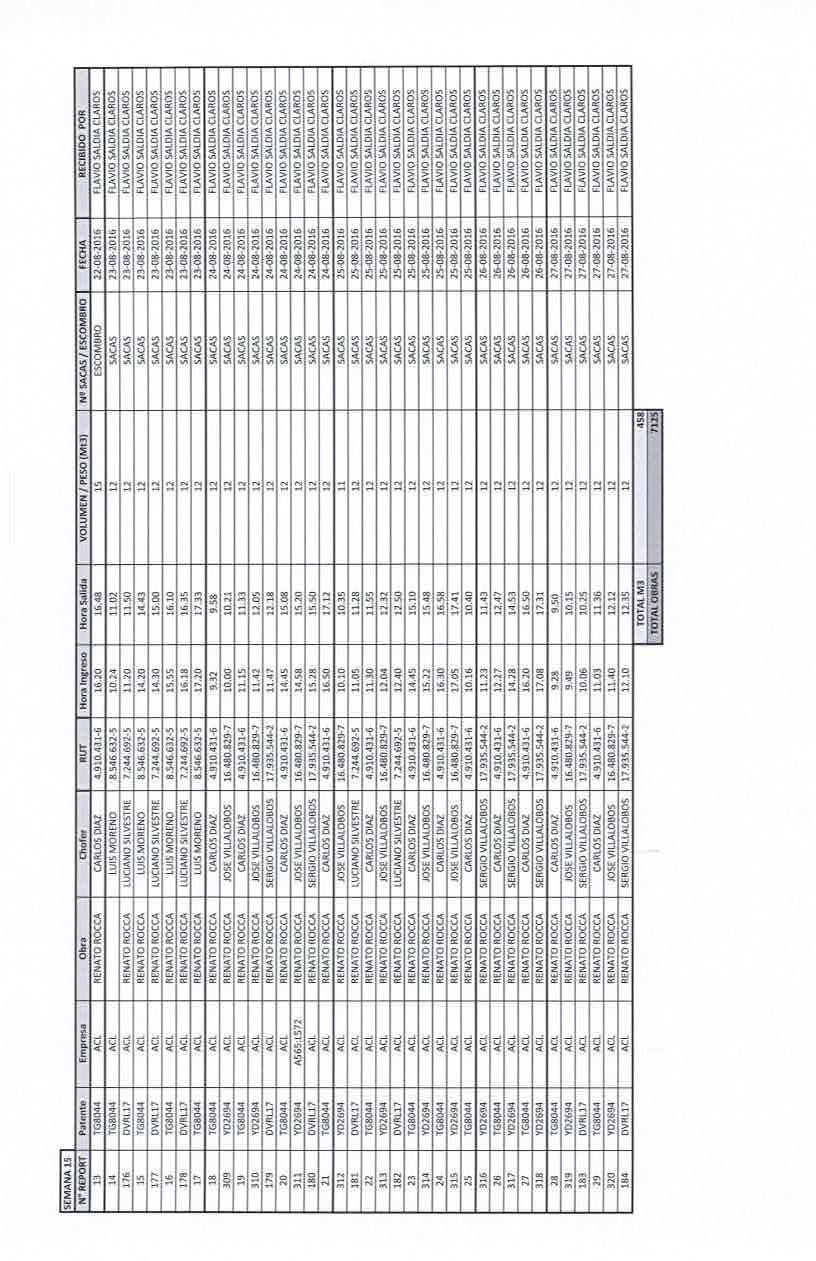 SEMANA 15
N° REPORT Patente Empresa Obra Chofer RUT Hora Ingreso Hora Salida VOLUMEN / PESO (Mt3) Nº SACAS / ESCOMBRO FECHA RECIBIDO POR
13 TG8044 ACL RENATO ROCCA CARLOS DIAZ 4.910.431-6 16.20 16.48 15 ESCOMBRO 22-08-2016 FLAVIO SALDIA CLAROS
14 TG8044 ACL LUIS MORENO 8.546.632-5 10.24 11.02 12 SACAS 23-08-2016 FLAVIO SALDIA CLAROS
176 DVRL17 ACL RENATO ROCCA LUCIANO SILVESTRE 7.244.692-5 11.20 11.50 12 SACAS 23-08-2016 FLAVIO SALDIA CLAROS
15 TG8044 ACL RENATO ROCCA LUIS MORENO 8.546.632-5 14.20 14.43 12 SACAS 23-08-2016 FLAVIO SALDIA CLAROS
177 DVRL17 ACL RENATO ROCCA LUCIANO SILVESTRE 7.244.692-5 14.30 15.00 12 SACAS 23-08-2016 FLAVIO SALDIA CLAROS
16 TG8044 ACL RENATO ROCCA LUIS MORENO 8.546.632-5 15.55 16.10 12 SACAS 23-08-2016 FLAVIO SALDIA CLAROS
178 DVRL17 ACL RENATO ROCCA LUCIANO SILVESTRE 7.244.692-5 16.18 16.35 12 SACAS 23-08-2016 FLAVIO SALDIA CLAROS
17 TG8044 ACL RENATO ROCCA LUIS MORENO 8.546.632-5 17.20 17.33 12 SACAS 23-08-2016 FLAVIO SALDIA CLAROS
18 TG8044 ACL RENATO ROCCA CARLOS DIAZ 4.910.431-6 9.32 9.58 12 SACAS 24-08-2016 FLAVIO SALDIA CLAROS
309 YD2694 ACL RENATO ROCCA JOSE VILLALOBOS 16.480.829-7 10.00 10.21 12 SACAS 24-08-2016 FLAVIO SALDIA CLAROS
19 TG8044 ACL RENATO ROCCA CARLOS DIAZ 4.910.431-6 11.15 11.33 12 SACAS 24-08-2016 FLAVIO SALDIA CLAROS
310 YD2694 ACL RENATO ROCCA JOSE VILLALOBOS 16.480.829-7 11.42 12.05 12 SACAS 24-08-2016 FLAVIO SALDIA CLAROS
179 DVRL17 ACL RENATO ROCCA SERGIO VILLALOBOS 17.935.544-2 11.47 12.18 12 SACAS 24-08-2016 FLAVIO SALDIA CLAROS
20 TG8044 ACL RENATO ROCCA CARLOS DIAZ 4.910.431-6 14.45 15.08 12 SACAS 24-08-2016 FLAVIO SALDIA CLAROS
311 YD2694 A565:L572 RENATO ROCCA JOSE VILLALOBOS 16.480.829-7 14.58 15.20 12 SACAS 24-08-2016 FLAVIO SALDIA CLAROS
180 DVRL17 ACL RENATO ROCCA SERGIO VILLALOBOS 17.935.544-2 15.28 15.50 12 SACAS 24-08-2016 FLAVIO SALDIA CLAROS
21 TG8044 ACL RENATO ROCCA CARLOS DIAZ 4.910.431-6 16.50 17.12 12 SACAS 24-08-2016 FLAVIO SALDIA CLAROS
312 YD2694 ACL RENATO ROCCA JOSE VILLALOBOS 16.480.829-7 10.10 10.35 11 SACAS 25-08-2016 FLAVIO SALDIA CLAROS
181 DVRL17 ACL RENATO ROCCA LUCIANO SILVESTRE 7.244.692-5 11.05 11.28 12 SACAS 25-08-2016 FLAVIO SALDIA CLAROS
22 TG8044 ACL RENATO ROCCA CARLOS DIAZ 4.910.431-6 11.30 11.55 12 SACAS 25-08-2016 FLAVIO SALDIA CLAROS
313 YD2694 ACL RENATO ROCCA JOSE VILLALOBOS 16.480.829-7 12.04 12.32 12 SACAS 25-08-2016 FLAVIO SALDIA CLAROS
182 DVRL17 ACL RENATO ROCCA LUCIANO SILVESTRE 7.244.692-5 12.40 12.50 12 SACAS 25-08-2016 FLAVIO SALDIA CLAROS
23 TG8044 ACL RENATO ROCCA CARLOS DIAZ 4.910.431-6 14.45 15.10 12 SACAS 25-08-2016 FLAVIO SALDIA CLAROS
314 YD2694 ACL RENATO ROCCA JOSE VILLALOBOS 16.480.829-7 15.22 15.48 12 SACAS 25-08-2016 FLAVIO SALDIA CLAROS
24 TG8044 ACL RENATO ROCCA CARLOS DIAZ 4.910.431-6 16.30 16.58 12 SACAS 25-08-2016 FLAVIO SALDIA CLAROS
315 YD2694 ACL RENATO ROCCA JOSE VILLALOBOS 16.480.829-7 17.05 17.41 12 SACAS 25-08-2016 FLAVIO SALDIA CLAROS
25 TG8044 ACL RENATO ROCCA CARLOS DIAZ 4.910.431-6 10.16 10.40 12 SACAS 25-08-2016 FLAVIO SALDIA CLAROS
316 YD2694 ACL RENATO ROCCA SERGIO VILLALOBOS 17.935.544-2 11.23 11.43 12 SACAS 26-08-2016 FLAVIO SALDIA CLAROS
26 TG8044 ACL RENATO ROCCA CARLOS DIAZ 4.910.431-6 12.27 12.47 12 SACAS 26-08-2016 FLAVIO SALDIA CLAROS
317 YD2694 ACL RENATO ROCCA SERGIO VILLALOBOS 17.935.544-2 14.28 14.53 12 SACAS 26-08-2016 FLAVIO SALDIA CLAROS
27 TG8044 ACL RENATO ROCCA CARLOS DIAZ 4.910.431-6 16.20 16.50 12 SACAS 26-08-2016 FLAVIO SALDIA CLAROS
318 YD2694 ACL RENATO ROCCA SERGIO VILLALOBOS 17.935.544-2 17.08 17.31 12 SACAS 26-08-2016 FLAVIO SALDIA CLAROS
28 TG8044 ACL RENATO ROCCA CARLOS DIAZ 4.910.431-6 9.28 9.50 12 SACAS 27-08-2016 FLAVIO SALDIA CLAROS
319 YD2694 ACL RENATO ROCCA JOSE VILLALOBOS 16.480.829-7 9.49 10.15 12 SACAS 27-08-2016 FLAVIO SALDIA CLAROS
183 DVRL17 ACL RENATO ROCCA SERGIO VILLALOBOS 17.935.544-2 10.06 10.25 12 SACAS 27-08-2016 FLAVIO SALDIA CLAROS
29 TG8044 ACL RENATO ROCCA CARLOS DIAZ 4.910.431-6 11.03 11.36 12 SACAS 27-08-2016 FLAVIO SALDIA CLAROS
320 YD2694 ACL RENATO ROCCA JOSE VILLALOBOS 16.480.829-7 11.40 12.12 12 SACAS 27-08-2016 FLAVIO SALDIA CLAROS
184 DVRL17 ACL RENATO ROCCA SERGIO VILLALOBOS 17.935.544-2 12.10 12.35 12 SACAS 27-08-2016 FLAVIO SALDIA CLAROS
TOTAL M3 458
TOTAL OBRAS 7125